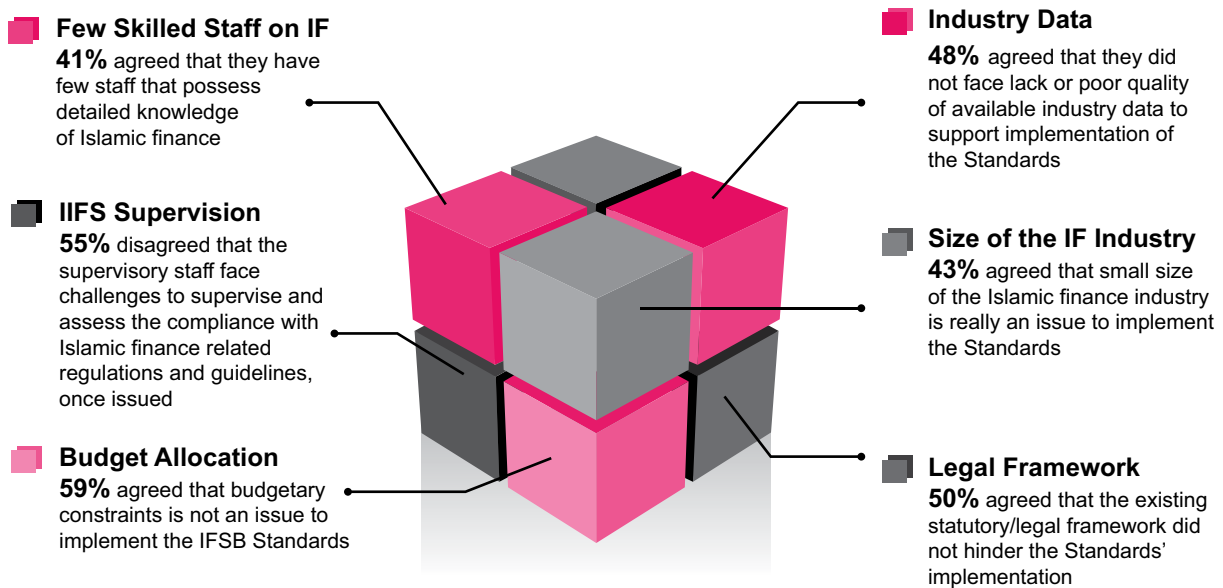 Few Skilled Staff on IF
41% agreed that they have
few staff that possess
detailed knowledge
of Islamic finance
IIFS Supervision
55% disagreed that the
supervisory staff face
challenges to supervise and
assess the compliance with
Islamic finance related
regulations and guidelines,
once issued
Budget Allocation
59% agreed that budgetary
constraints is not an issue to
implement the IFSB Standards
Industry Data
48% agreed that they did
not face lack or poor quality
of available industry data to
support implementation of
the Standards
Size of the IF Industry
43% agreed that small size
of the Islamic finance industry
is really an issue to implement
the Standards
Legal Framework
50% agreed that the existing
statutory/legal framework did
not hinder the Standards’
implementation